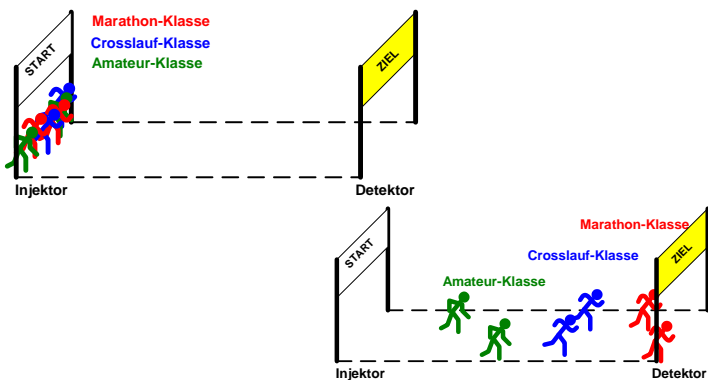 Marathon-Klasse
Crosslauf-Klasse
Amateur-Klasse
START
ZIEL
Injektor
Detektor
Marathon-Klasse
Crosslauf-Klasse
Amateur-Klasse
START
ZIEL
Injektor
Detektor